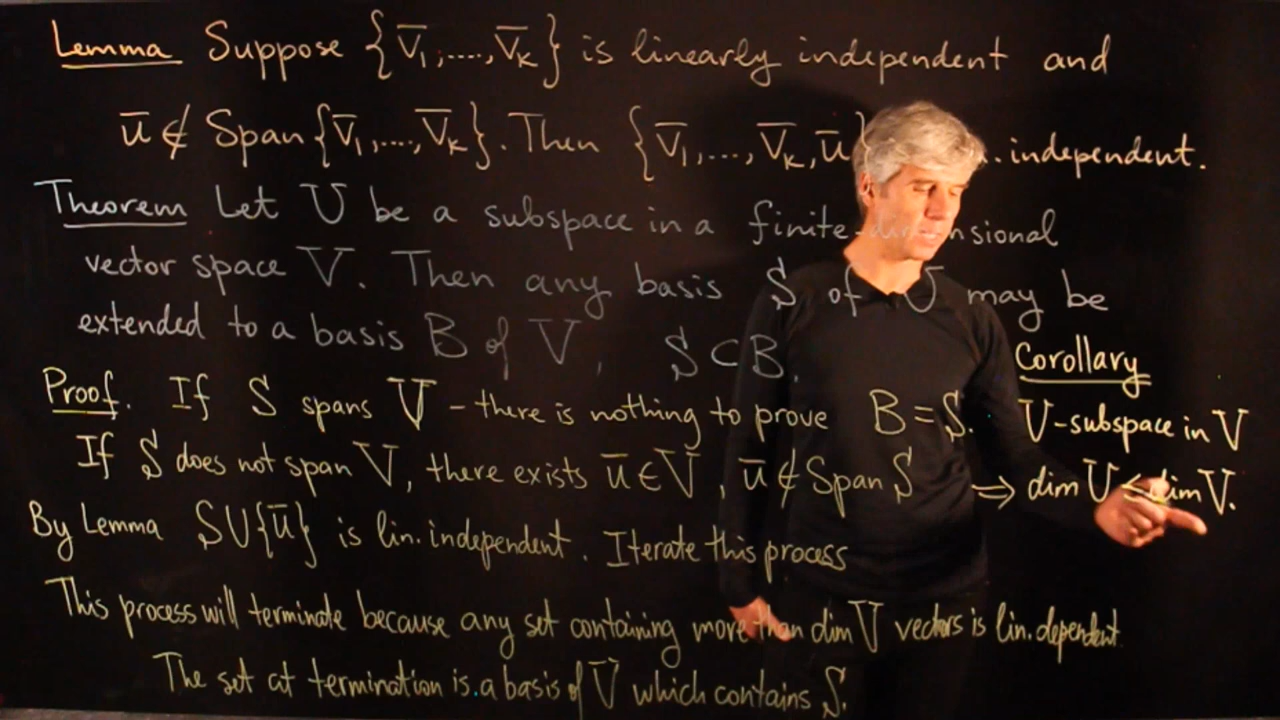 Lemma Suppose {v̅₁,....,v̅ₖ} is linearly independent and
u̅ ∉ Span{v̅₁,....,v̅ₖ}. Then {v̅₁,..., v̅ₖ, u̅} . independent.
Theorem Let U be a subspace in a finite-dimensional
vector space V. Then any basis S of U may be
extended to a basis B of V, S⊂B.
Proof. If S spans V - there is nothing to prove B=S.
If S does not span V, there exists u̅∈V, u̅∉Span S
By Lemma S∪{u̅} is lin. independent. Iterate this process
This process will terminate because any set containing more than dim V vectors is lin. dependent.
The set at termination is a basis of V which contains S.
Corollary
U-subspace in V
⇒ dim U ≤ dim V.